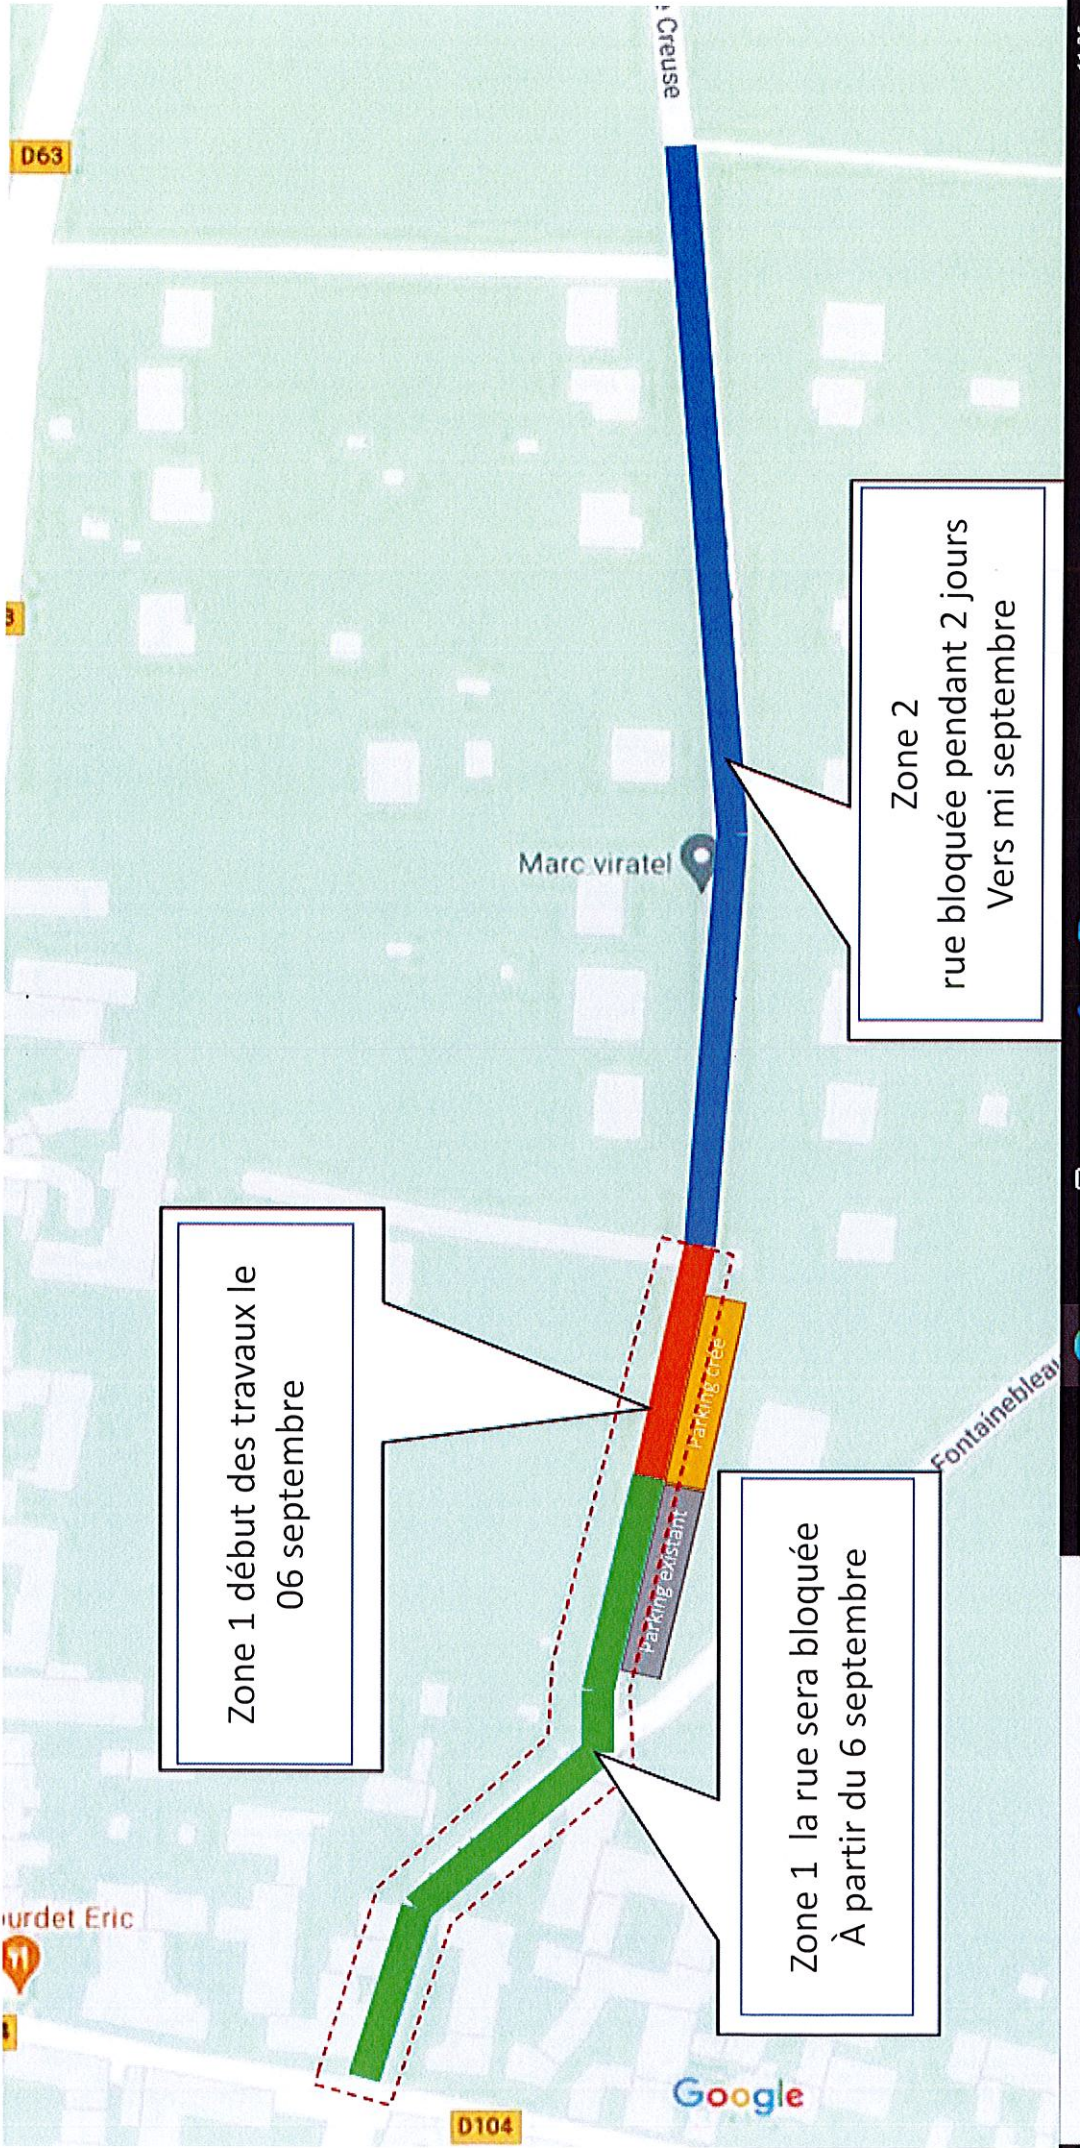 D63
Creuse
Zone 1 début des travaux le
06 septembre
Marc viratel
Zone 2
rue bloquée pendant 2 jours
Vers mi septembre
Parking crée
Parking existant
Zone 1 la rue sera bloquée
À partir du 6 septembre
Fontainebleau
urdet Eric
Google
D104